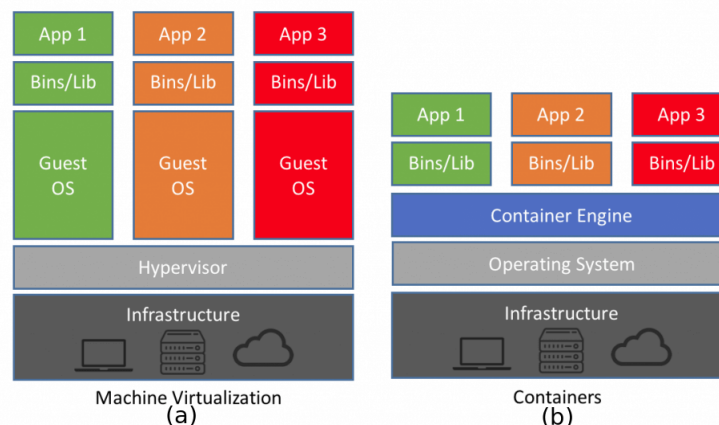 App 1
App 2
App 3
Bins/Lib
Bins/Lib
Bins/Lib
Guest
OS
Guest
OS
Guest
OS
Hypervisor
Infrastructure
Machine Virtualization
(a)
App 1
App 2
App 3
Bins/Lib
Bins/Lib
Bins/Lib
Container Engine
Operating System
Infrastructure
Containers
(b)